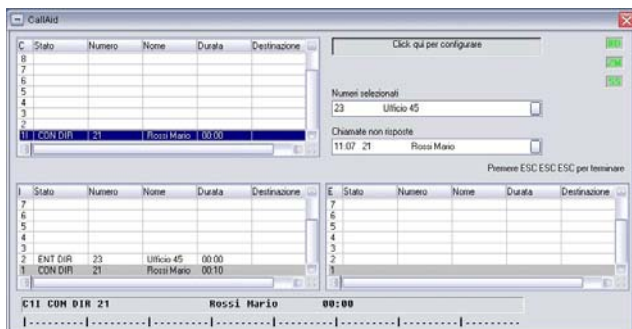 CallAid
C Stato Numero Nome Durata Destinazione
8
7
6
5
4
3
2
1I CON DIR 21 Rossi Mario 00:00
Click qui per configurare
Numeri selezionati
23 Ufficio 45
Chiamate non risposte
11:07 21 Rossi Mario
Premere ESC ESC ESC per terminare
I Stato Numero Nome Durata Destinazione
7
6
5
4
3
2 ENT DIR 23 Ufficio 45 00:00
1 CON DIR 21 Rossi Mario 00:10
E Stato Numero Nome Durata Destinazione
7
6
5
4
3
2
1
C1I CON DIR 21 Rossi Mario 00:00